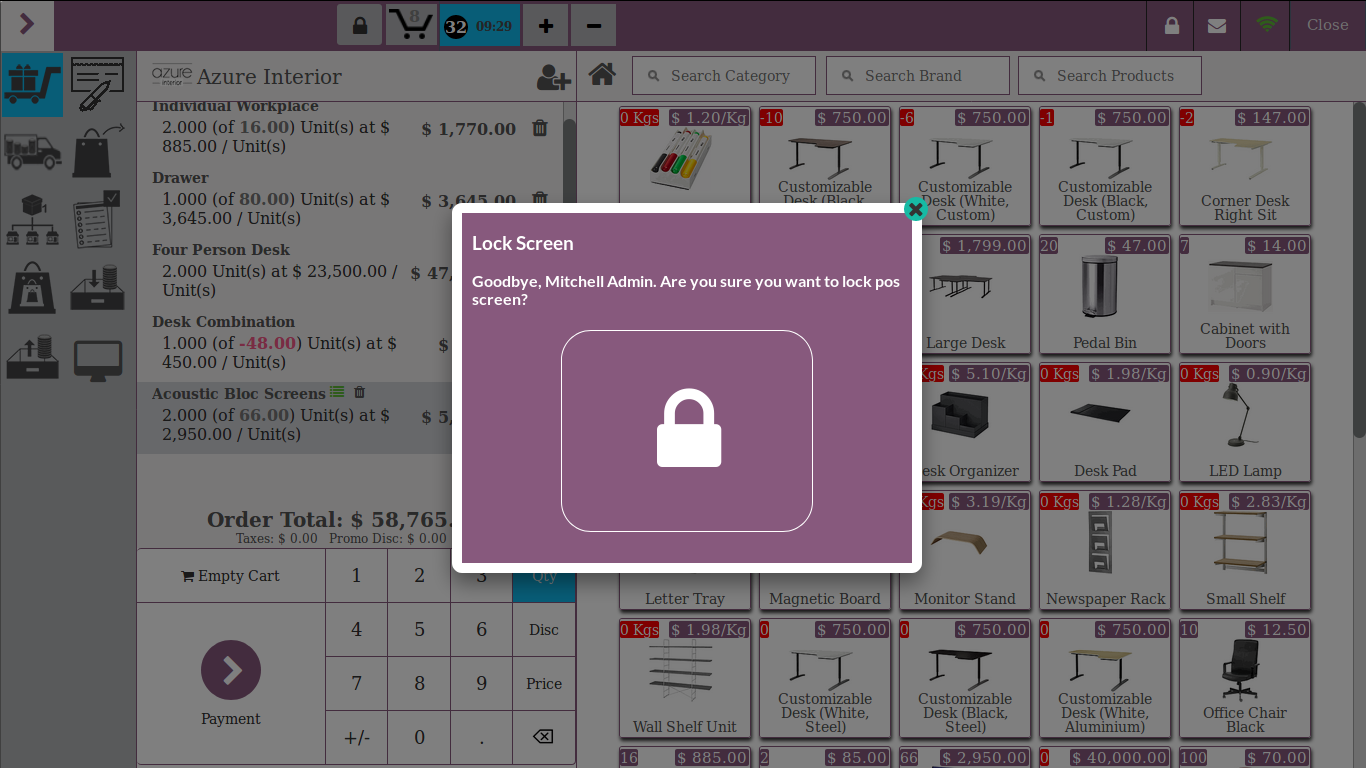 8
32 09:29
+
−
Close
azure
interior
Azure Interior
Search Category
Search Brand
Search Products
Individual Workplace
2.000 (of 16.00) Unit(s) at $
885.00 / Unit(s)
$ 1,770.00
Drawer
1.000 (of 80.00) Unit(s) at $
3,645.00 / Unit(s)
$ 3,645.00
Four Person Desk
2.000 Unit(s) at $ 23,500.00 /
Unit(s)
$ 47,
Desk Combination
1.000 (of -48.00) Unit(s) at $
450.00 / Unit(s)
$
Acoustic Bloc Screens
2.000 (of 66.00) Unit(s) at $
2,950.00 / Unit(s)
$ 5,
Order Total: $ 58,765.
Taxes: $ 0.00 Promo Disc: $ 0.00
Empty Cart
1
2
3
Qty
4
5
6
Disc
7
8
9
Price
Payment
+/-
0
.
Lock Screen
Goodbye, Mitchell Admin. Are you sure you want to lock pos
screen?
0 Kgs $ 1.20/Kg
-10 $ 750.00
Customizable
Desk (Black,
-6 $ 750.00
Customizable
Desk (White,
Custom)
-1 $ 750.00
Customizable
Desk (Black,
Custom)
-2 $ 147.00
Corner Desk
Right Sit
$ 1,799.00
Large Desk
20 $ 47.00
Pedal Bin
7 $ 14.00
Cabinet with
Doors
Kgs $ 5.10/Kg
esk Organizer
0 Kgs $ 1.98/Kg
Desk Pad
0 Kgs $ 0.90/Kg
LED Lamp
Letter Tray
Magnetic Board
Kgs $ 3.19/Kg
Monitor Stand
0 Kgs $ 1.28/Kg
Newspaper Rack
0 Kgs $ 2.83/Kg
Small Shelf
0 Kgs $ 1.98/Kg
Wall Shelf Unit
0 $ 750.00
Customizable
Desk (White,
Steel)
0 $ 750.00
Customizable
Desk (Black,
Steel)
0 $ 750.00
Customizable
Desk (White,
Aluminium)
10 $ 12.50
Office Chair
Black
16 $ 885.00
2 $ 85.00
66 $ 2,950.00
0 $ 40,000.00
100 $ 70.00